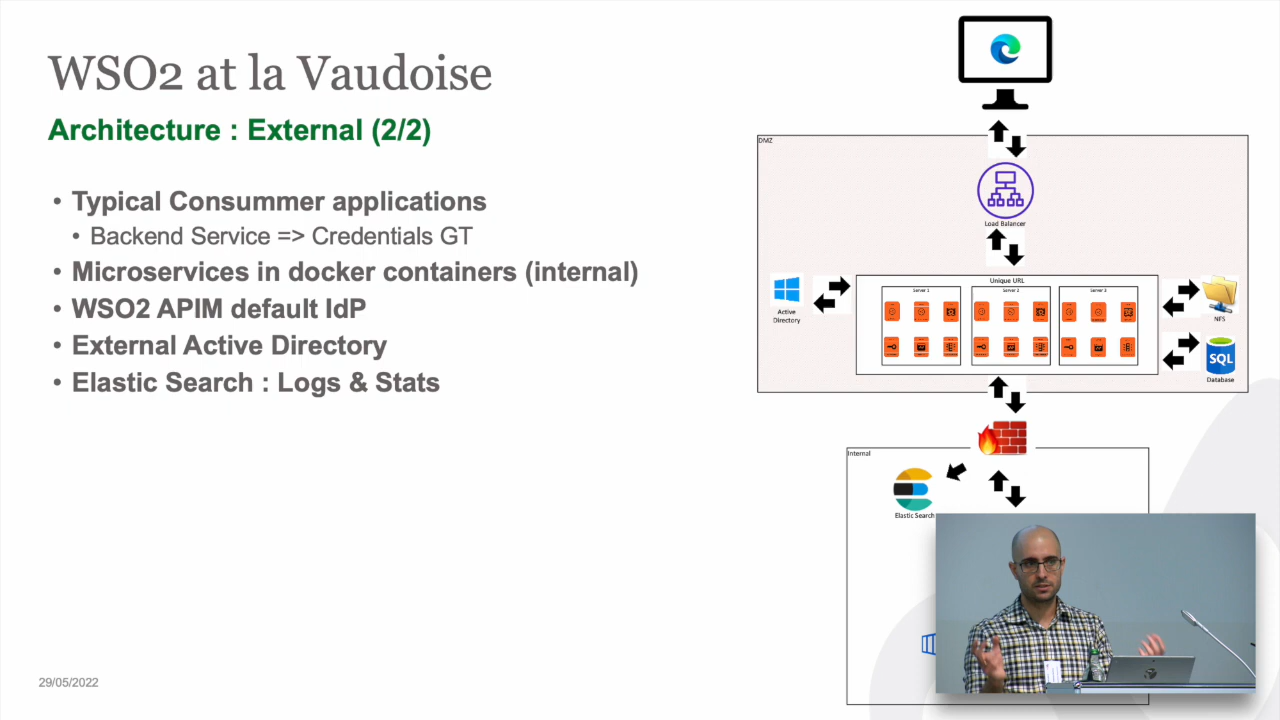 WSO2 at la Vaudoise
Architecture : External (2/2)
• Typical Consummer applications
• Backend Service => Credentials GT
• Microservices in docker containers (internal)
• WSO2 APIM default IdP
• External Active Directory
• Elastic Search : Logs & Stats
29/05/2022
DMZ
Load Balancer
Unique URL
Server 1
Server 2
Server 3
Active
Directory
NFS
SQL
Database
Internal
Elastic Search